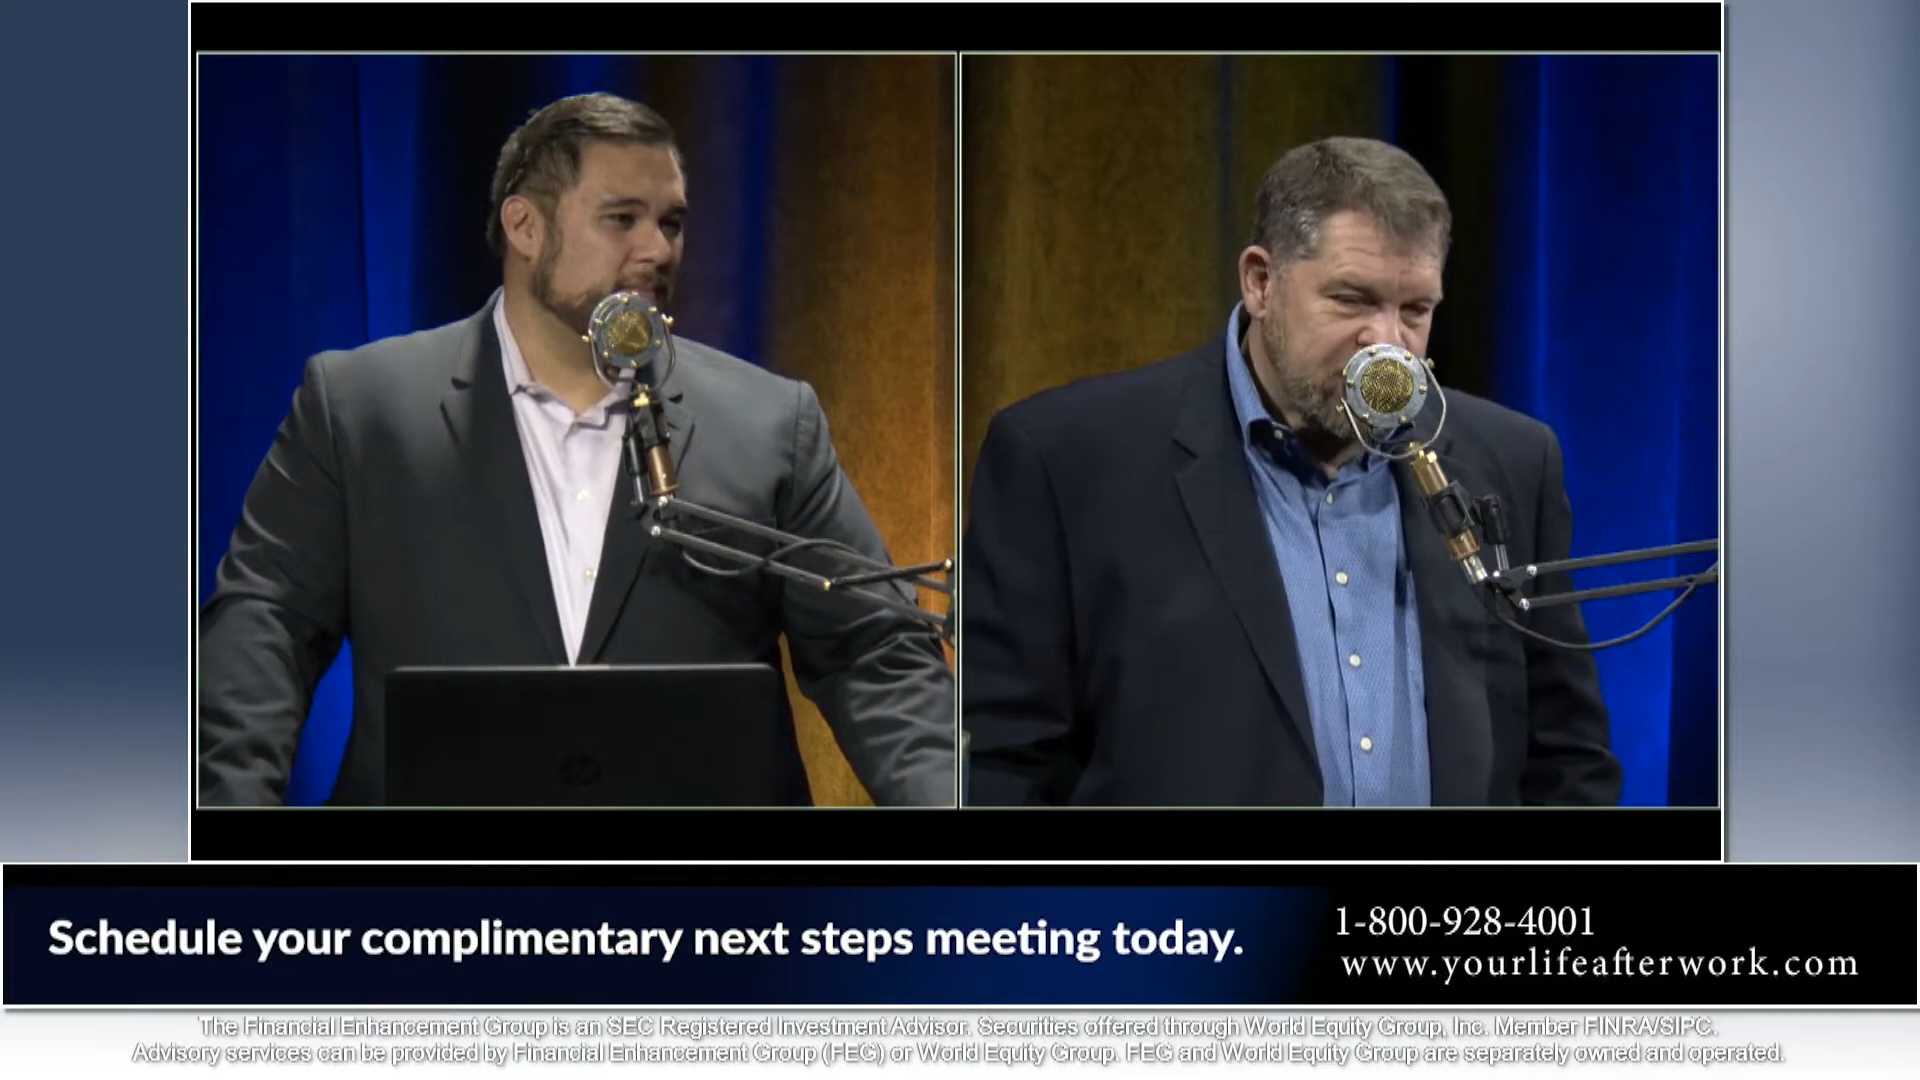 Schedule your complimentary next steps meeting today.
1-800-928-4001
www.yourlifeafterwork.com
The Financial Enhancement Group is an SEC Registered Investment Advisor. Securities offered through World Equity Group, Inc. Member FINRA/SIPC.
Advisory services can be provided by Financial Enhancement Group (FEG) or World Equity Group. FEG and World Equity Group are separately owned and operated.